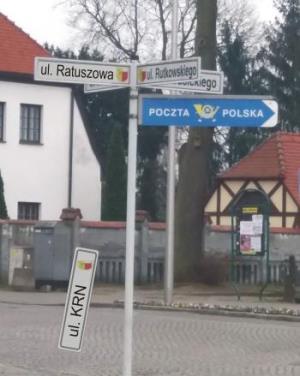 ul. Ratuszowa
ul. Rutkowskiego
POCZTA POLSKA
ul. KRN